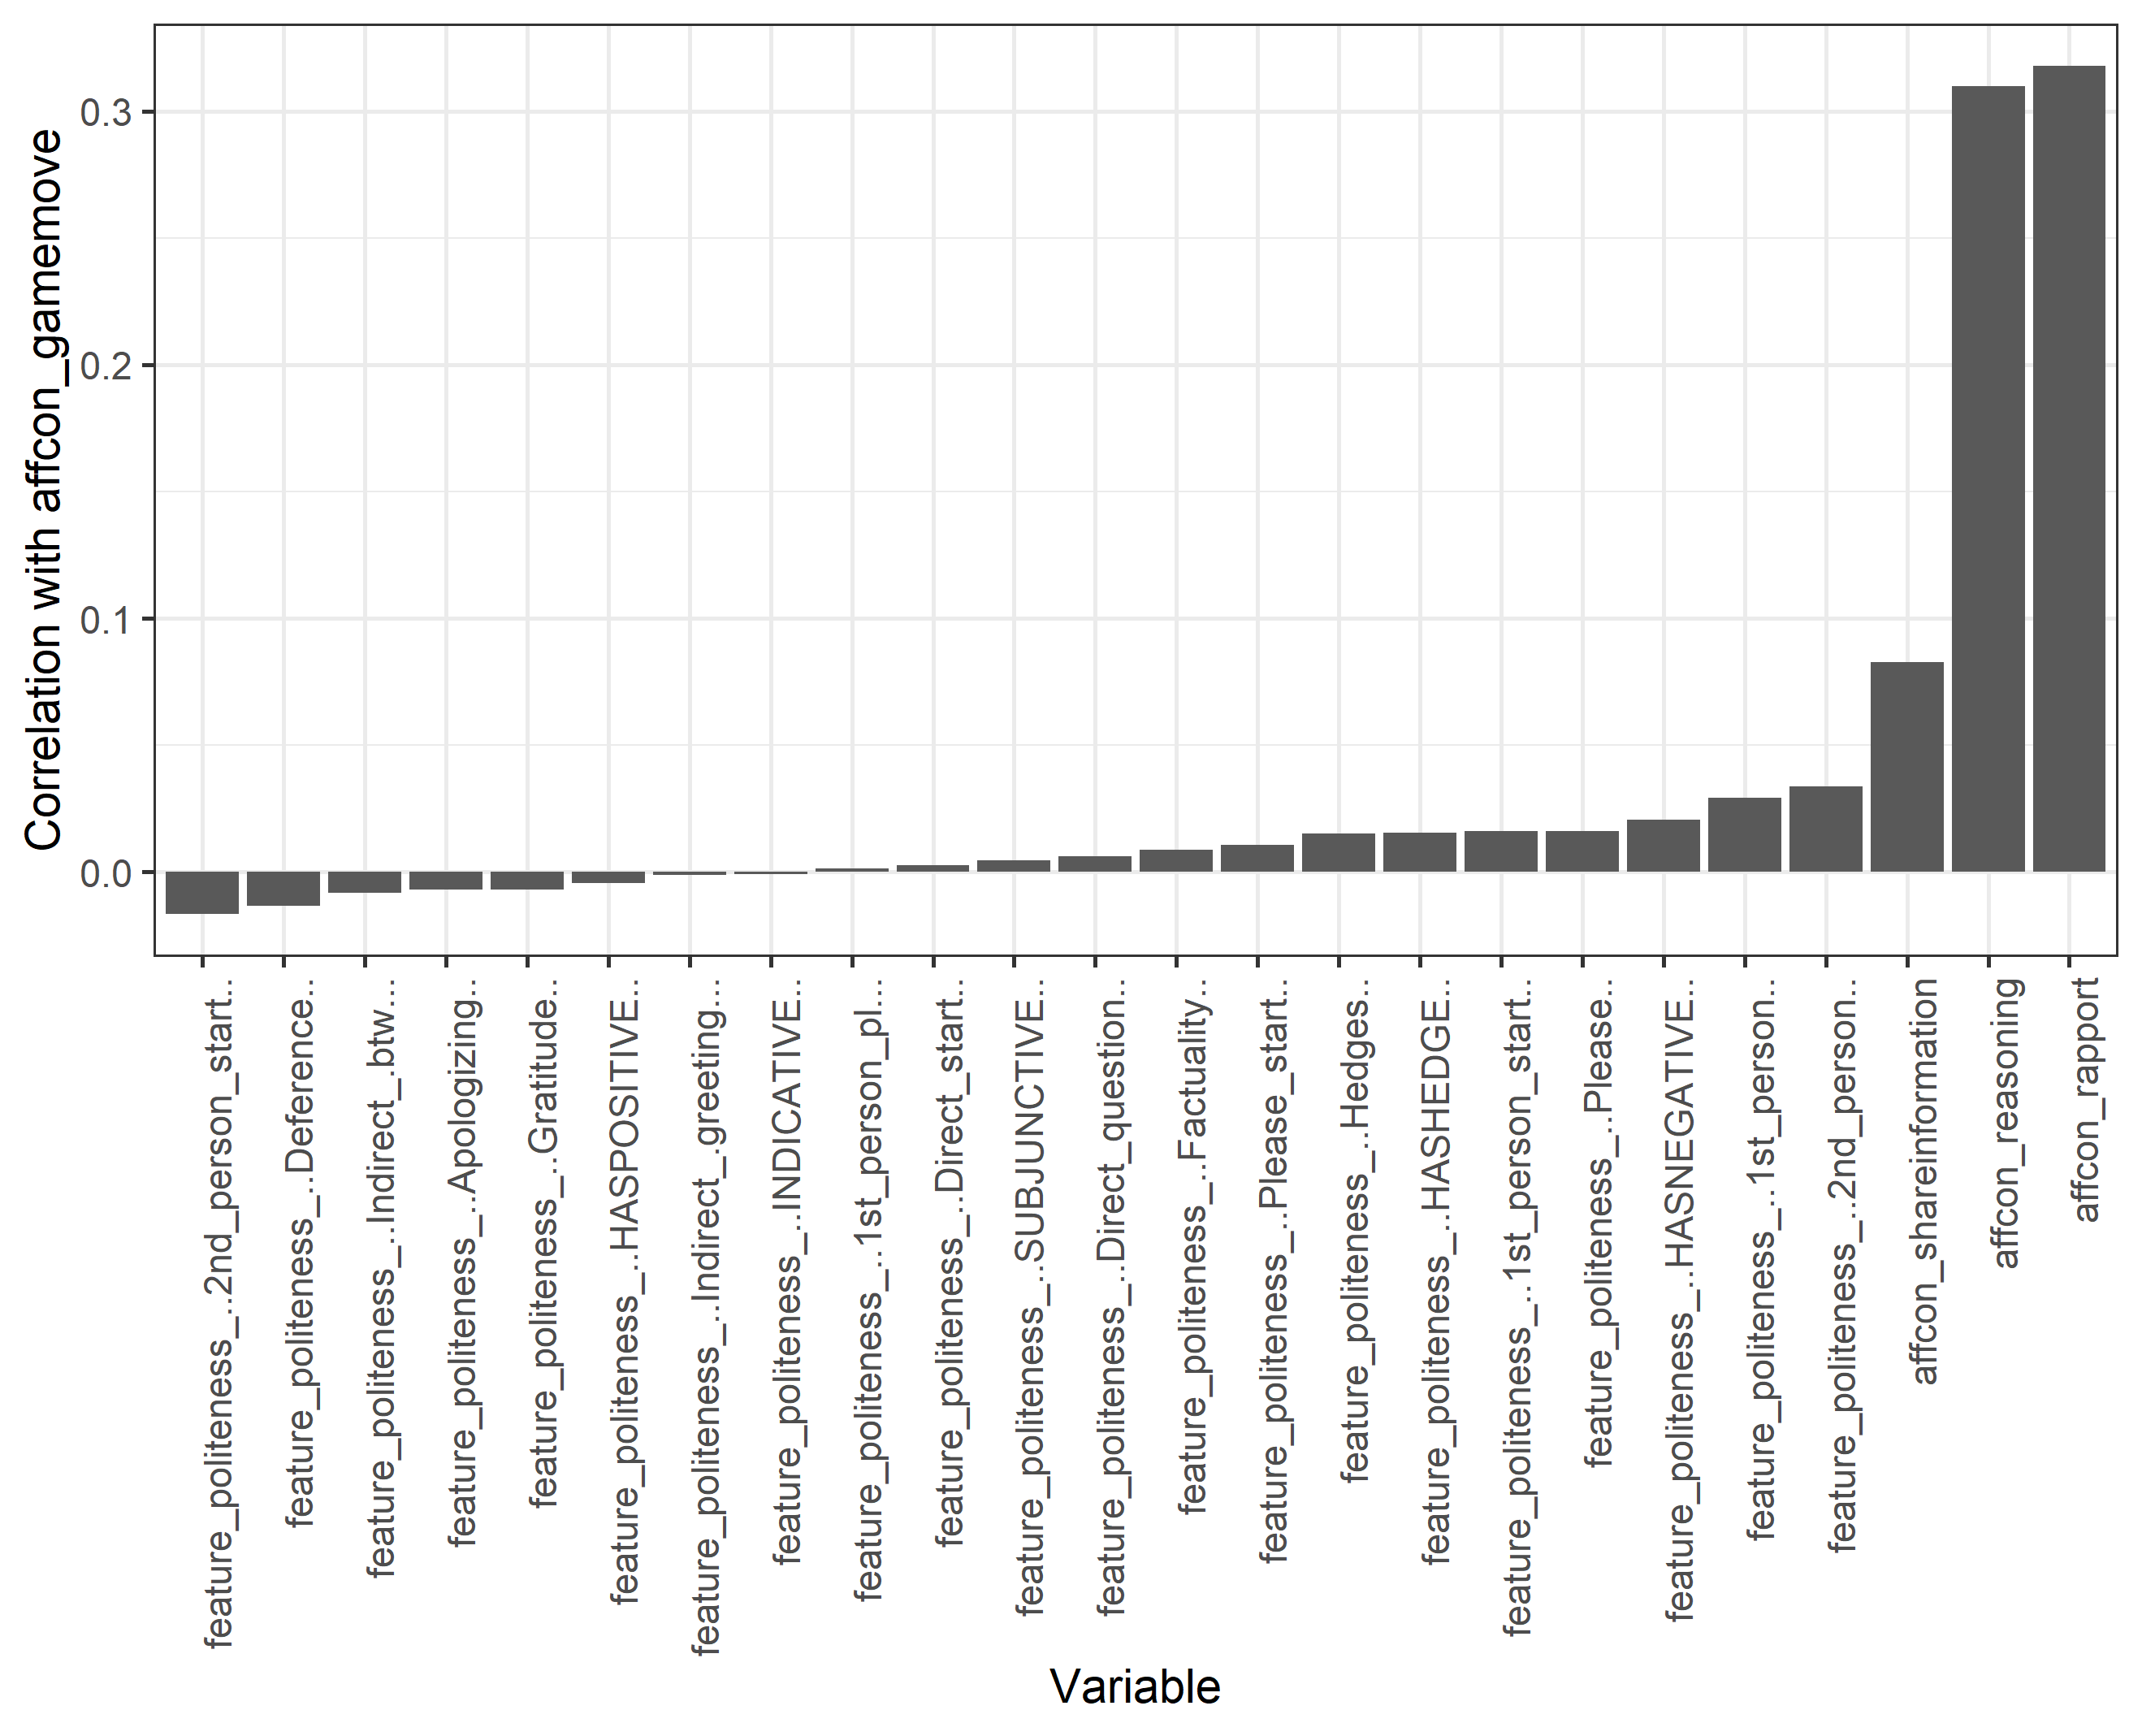 Correlation with affcon_gamemove
0.3
0.2
0.1
0.0
feature_politeness_..2nd_person_start..
feature_politeness_..Deference..
feature_politeness_..Indirect_.btw...
feature_politeness_..Apologizing..
feature_politeness_..Gratitude..
feature_politeness_..HASPOSITIVE..
feature_politeness_..Indirect_.greeting...
feature_politeness_..INDICATIVE..
feature_politeness_..1st_person_pl...
feature_politeness_..Direct_start..
feature_politeness_..SUBJUNCTIVE..
feature_politeness_..Direct_question..
feature_politeness_..Factuality..
feature_politeness_..Please_start..
feature_politeness_..Hedges..
feature_politeness_..HASHEDGE..
feature_politeness_..1st_person_start..
feature_politeness_..Please..
feature_politeness_..HASNEGATIVE..
feature_politeness_..1st_person..
feature_politeness_..2nd_person..
affcon_shareinformation
affcon_reasoning
affcon_rapport
Variable